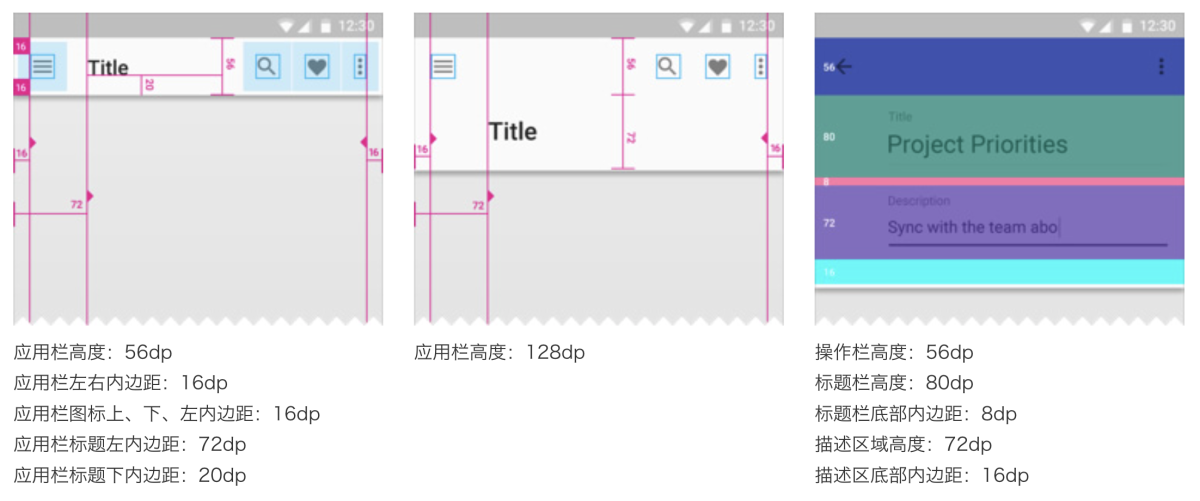 12:30
16
Title
56
20
16
16
16
72
应用栏高度：56dp
应用栏左右内边距：16dp
应用栏图标上、下、左内边距：16dp
应用栏标题左内边距：72dp
应用栏标题下内边距：20dp
12:30
56
Title
72
16
16
72
应用栏高度：128dp
12:30
56
Title
80
Project Priorities
8
Description
72
Sync with the team abo
16
操作栏高度：56dp
标题栏高度：80dp
标题栏底部内边距：8dp
描述区域高度：72dp
描述区底部内边距：16dp